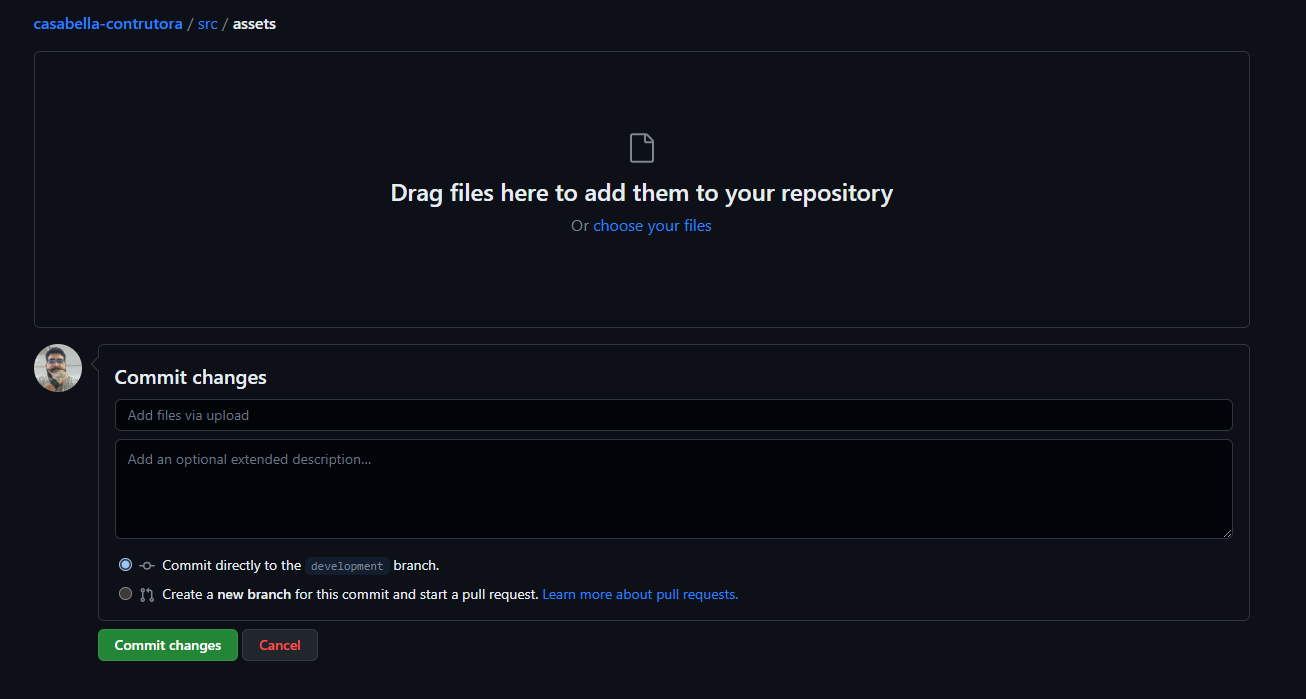 casabella-contrutora / src / assets
Drag files here to add them to your repository
Or choose your files
Commit changes
Add files via upload
Add an optional extended description...
Commit directly to the development branch.
Create a new branch for this commit and start a pull request. Learn more about pull requests.
Commit changes Cancel